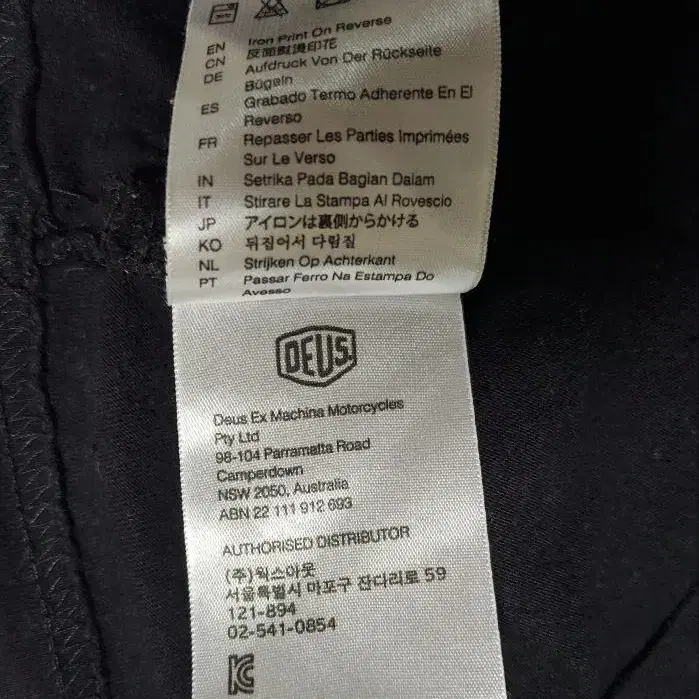 EN Iron Print On Reverse
CN 反面熨烫印花
DE Aufdruck Von Der Rückseite
Bügeln
ES Grabado Termo Adherente En El
Reverso
FR Repasser Les Parties Imprimées
Sur Le Verso
IN Setrika Pada Bagian Dalam
IT Stirare La Stampa Al Rovescio
JP アイロンは裏側からかける
KO 뒤집어서 다림질
NL Strijken Op Achterkant
PT Passar Ferro Na Estampa Do
Avesso
DEUS
Deus Ex Machina Motorcycles
Pty Ltd
98-104 Parramatta Road
Camperdown
NSW 2050, Australia
ABN 22 111 912 693
AUTHORISED DISTRIBUTOR
(주)웍스아웃
서울특별시 마포구 잔다리로 59
121-894
02-541-0854